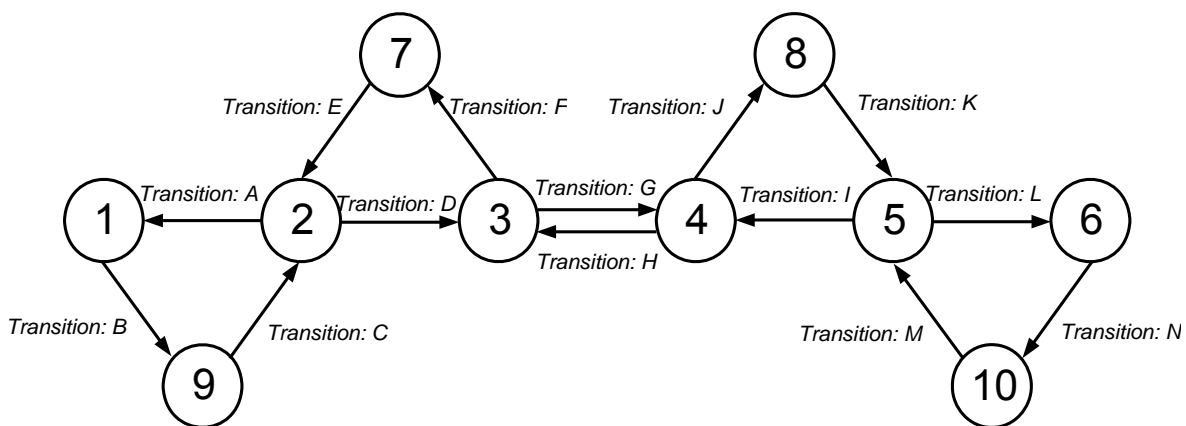 7
8
Transition: E
Transition: F
Transition: J
Transition: K
1
Transition: A
2
Transition: D
3
Transition: G
4
Transition: I
5
Transition: L
6
Transition: H
Transition: B
Transition: C
Transition: M
Transition: N
9
10